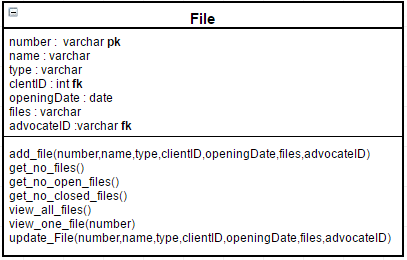 File
number : varchar pk
name : varchar
type : varchar
clentID : int fk
openingDate : date
files : varchar
advocateID :varchar fk
add_file(number,name,type,clientID,openingDate,files,advocateID)
get_no_files()
get_no_open_files()
get_no_closed_files()
view_all_files()
view_one_file(number)
update_File(number,name,type,clientID,openingDate,files,advocateID)